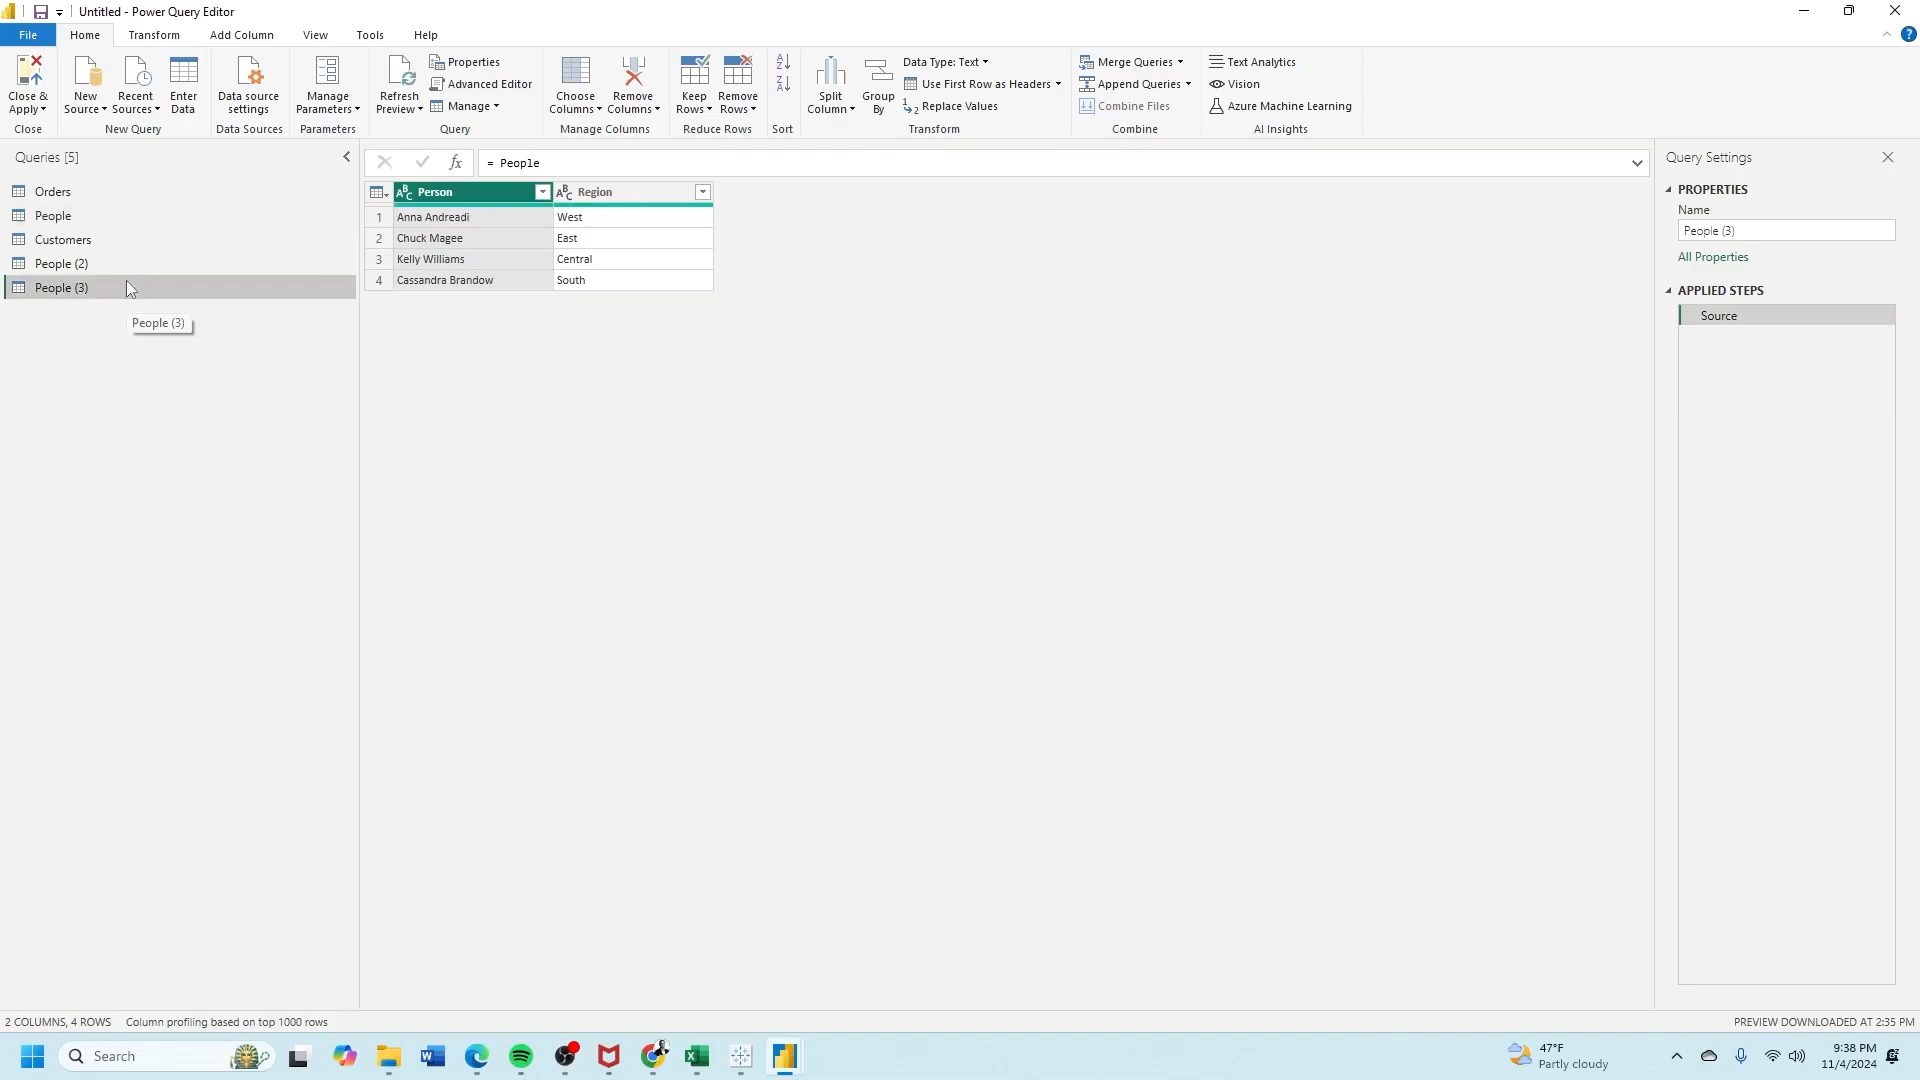 Untitled - Power Query Editor
File
Home
Transform
Add Column
View
Tools
Help
Close &
Apply
New
Source
Recent
Sources
Enter
Data
Data source
settings
Manage
Parameters
Refresh
Preview
Properties
Advanced Editor
Manage
Choose
Columns
Remove
Columns
Keep
Rows
Remove
Rows
Split
Column
Group
By
Data Type: Text
Use First Row as Headers
Replace Values
Merge Queries
Append Queries
Combine Files
Text Analytics
Vision
Azure Machine Learning
Close
New Query
Data Sources
Parameters
Query
Manage Columns
Reduce Rows
Sort
Transform
Combine
AI Insights
Queries [5]
Orders
People
Customers
People (2)
People (3)
People (3)
= People
Person
Region
1 Anna Andreadi West
2 Chuck Magee East
3 Kelly Williams Central
4 Cassandra Brandow South
Query Settings
PROPERTIES
Name
People (3)
All Properties
APPLIED STEPS
Source
2 COLUMNS, 4 ROWS
Column profiling based on top 1000 rows
PREVIEW DOWNLOADED AT 2:35 PM
Search
47°F
Partly cloudy
9:38 PM
11/4/2024